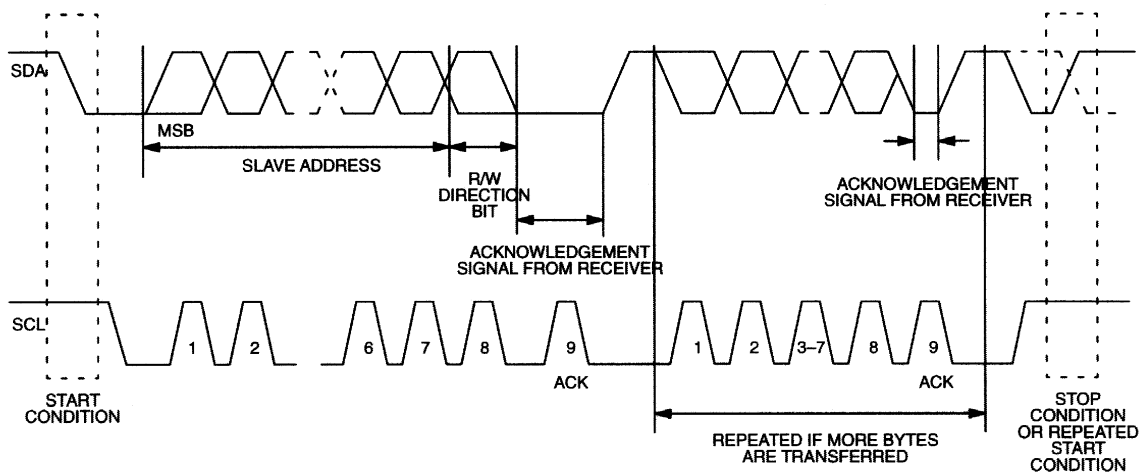 SDA
MSB
SLAVE ADDRESS
R/W
DIRECTION
BIT
ACKNOWLEDGEMENT
SIGNAL FROM RECEIVER
ACKNOWLEDGEMENT
SIGNAL FROM RECEIVER
SCL
1 2 6 7 8 9 1 2 3–7 8 9
ACK ACK
START
CONDITION
REPEATED IF MORE BYTES
ARE TRANSFERRED
STOP
CONDITION
OR REPEATED
START
CONDITION